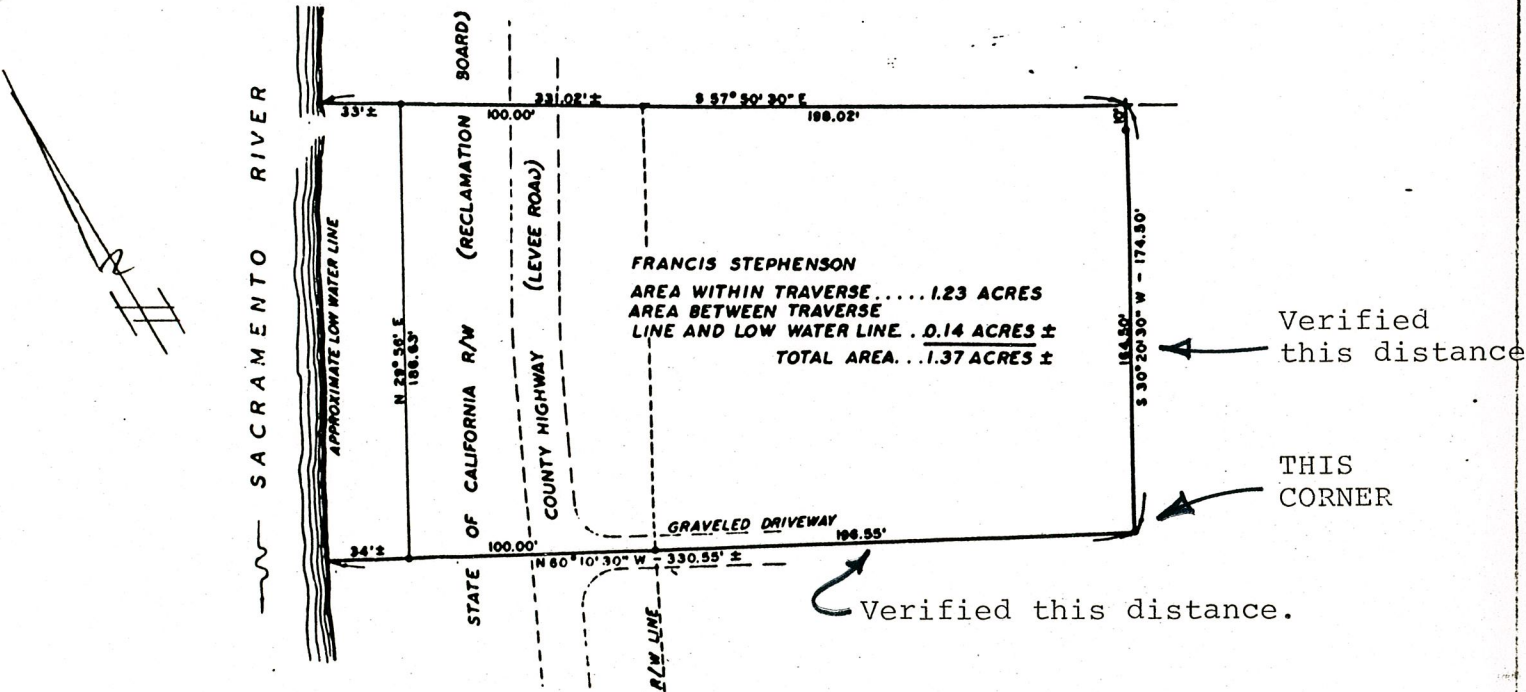 SACRAMENTO RIVER
APPROXIMATE LOW WATER LINE
33'±
331.02'±
S 57° 50' 30" E
100.00'
198.02'
10'
N 29° 56' E
186.63'
STATE OF CALIFORNIA R/W (RECLAMATION BOARD)
COUNTY HIGHWAY (LEVEE ROAD)
FRANCIS STEPHENSON
AREA WITHIN TRAVERSE.....1.23 ACRES
AREA BETWEEN TRAVERSE
LINE AND LOW WATER LINE..0.14 ACRES ±
TOTAL AREA...1.37 ACRES ±
164.50'
S 30° 20' 30" W - 174.50'
Verified
this distance
THIS
CORNER
GRAVELED DRIVEWAY
196.55'
34'±
100.00'
N 60° 10' 30" W - 330.55' ±
R/W LINE
Verified this distance.